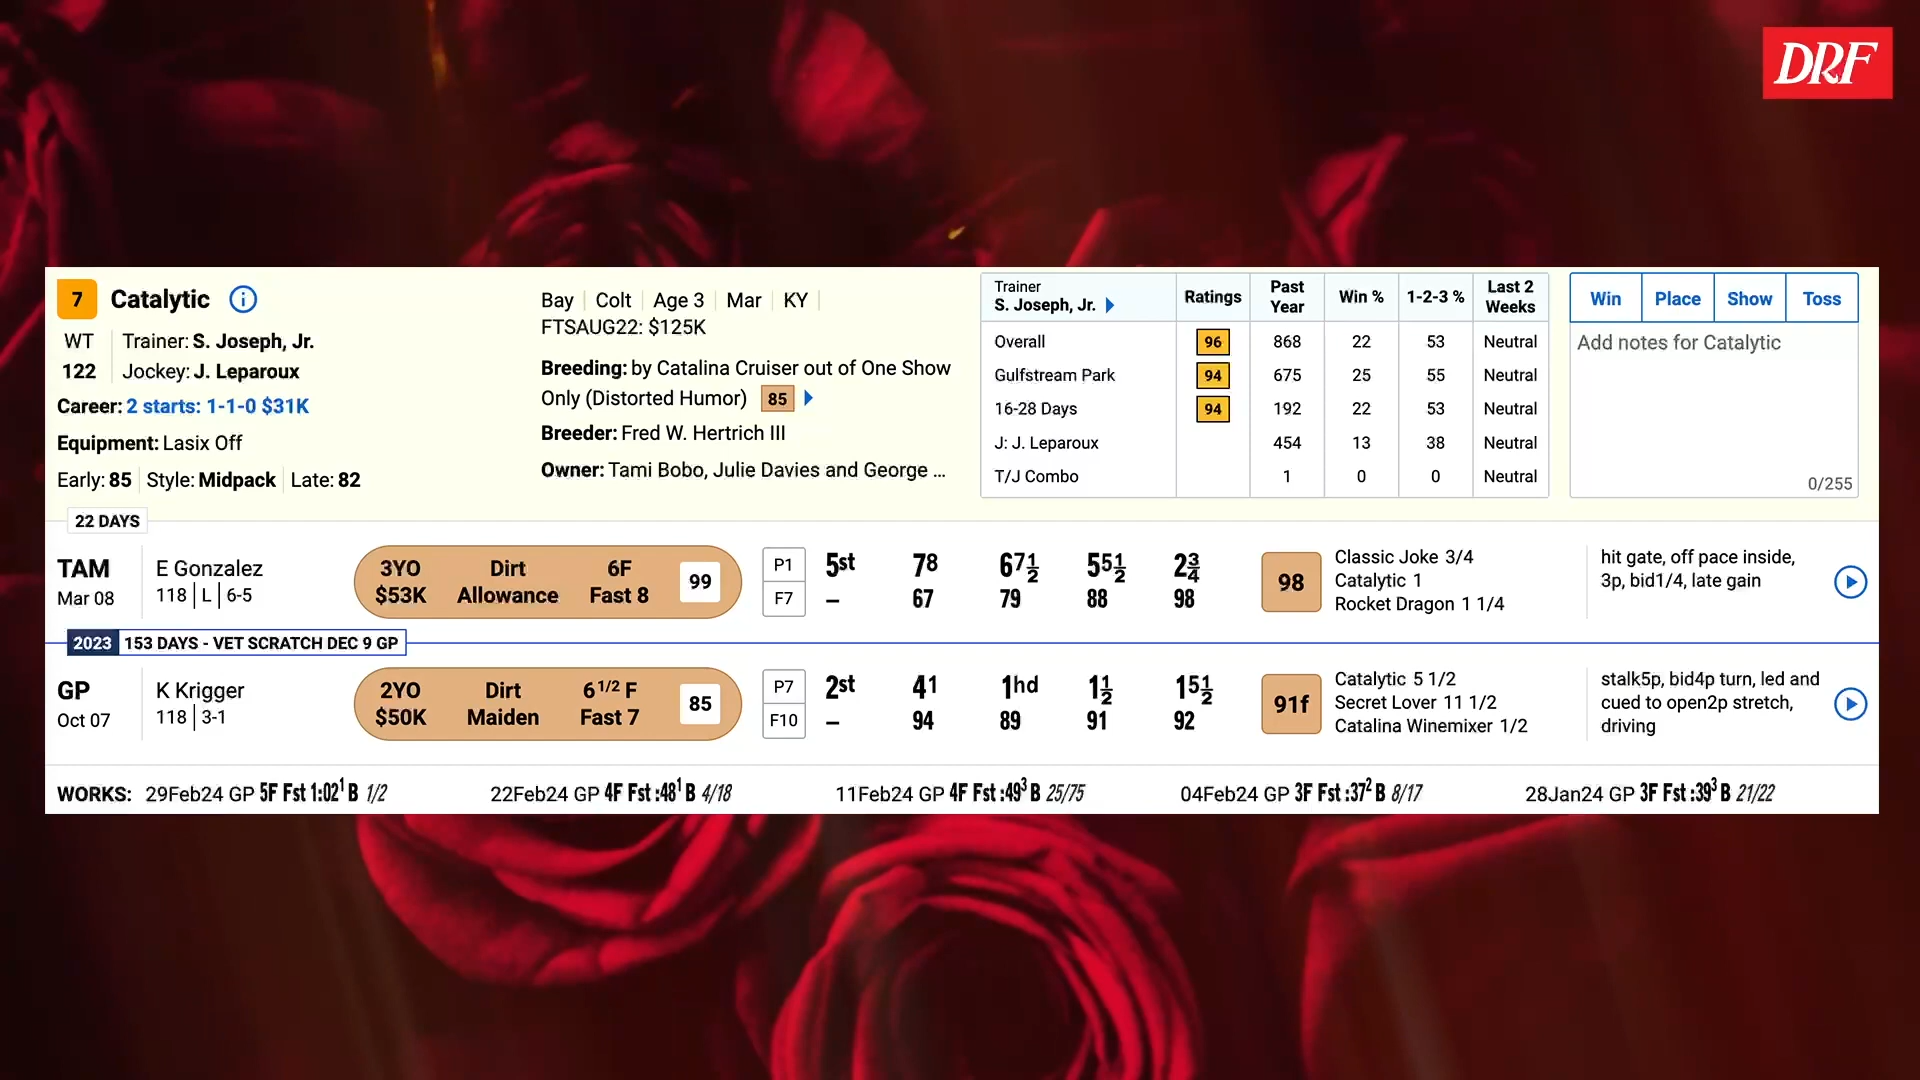 DRF
7 Catalytic
WT Trainer: S. Joseph, Jr.
122 Jockey: J. Leparoux
Career: 2 starts: 1-1-0 $31K
Equipment: Lasix Off
Early: 85 Style: Midpack Late: 82
Bay Colt Age 3 Mar KY
FTSAUG22: $125K
Breeding: by Catalina Cruiser out of One Show
Only (Distorted Humor) 85
Breeder: Fred W. Hertrich III
Owner: Tami Bobo, Julie Davies and George ...
Trainer S. Joseph, Jr. Ratings Past Year Win % 1-2-3 % Last 2 Weeks
Overall 96 868 22 53 Neutral
Gulfstream Park 94 675 25 55 Neutral
16-28 Days 94 192 22 53 Neutral
J: J. Leparoux 454 13 38 Neutral
T/J Combo 1 0 0 Neutral
Win Place Show Toss
Add notes for Catalytic
0/255
22 DAYS
TAM E Gonzalez 3YO Dirt 6F 99 P1 5st 7⁸ 6⁷½ 5⁵½ 2¾ 98 Classic Joke 3/4 hit gate, off pace inside,
Mar 08 118 L 6-5 $53K Allowance Fast 8 F7 – 67 79 88 98 Catalytic 1 3p, bid1/4, late gain
Rocket Dragon 1 1/4
2023 153 DAYS - VET SCRATCH DEC 9 GP
GP K Krigger 2YO Dirt 6 1/2 F 85 P7 2st 4¹ 1hd 1½ 1⁵½ 91f Catalytic 5 1/2 stalk5p, bid4p turn, led and
Oct 07 118 3-1 $50K Maiden Fast 7 F10 – 94 89 91 92 Secret Lover 11 1/2 cued to open2p stretch,
Catalina Winemixer 1/2 driving
WORKS: 29Feb24 GP 5F Fst 1:02¹ B 1/2 22Feb24 GP 4F Fst :48¹ B 4/18 11Feb24 GP 4F Fst :49³ B 25/75 04Feb24 GP 3F Fst :37² B 8/17 28Jan24 GP 3F Fst :39³ B 21/22